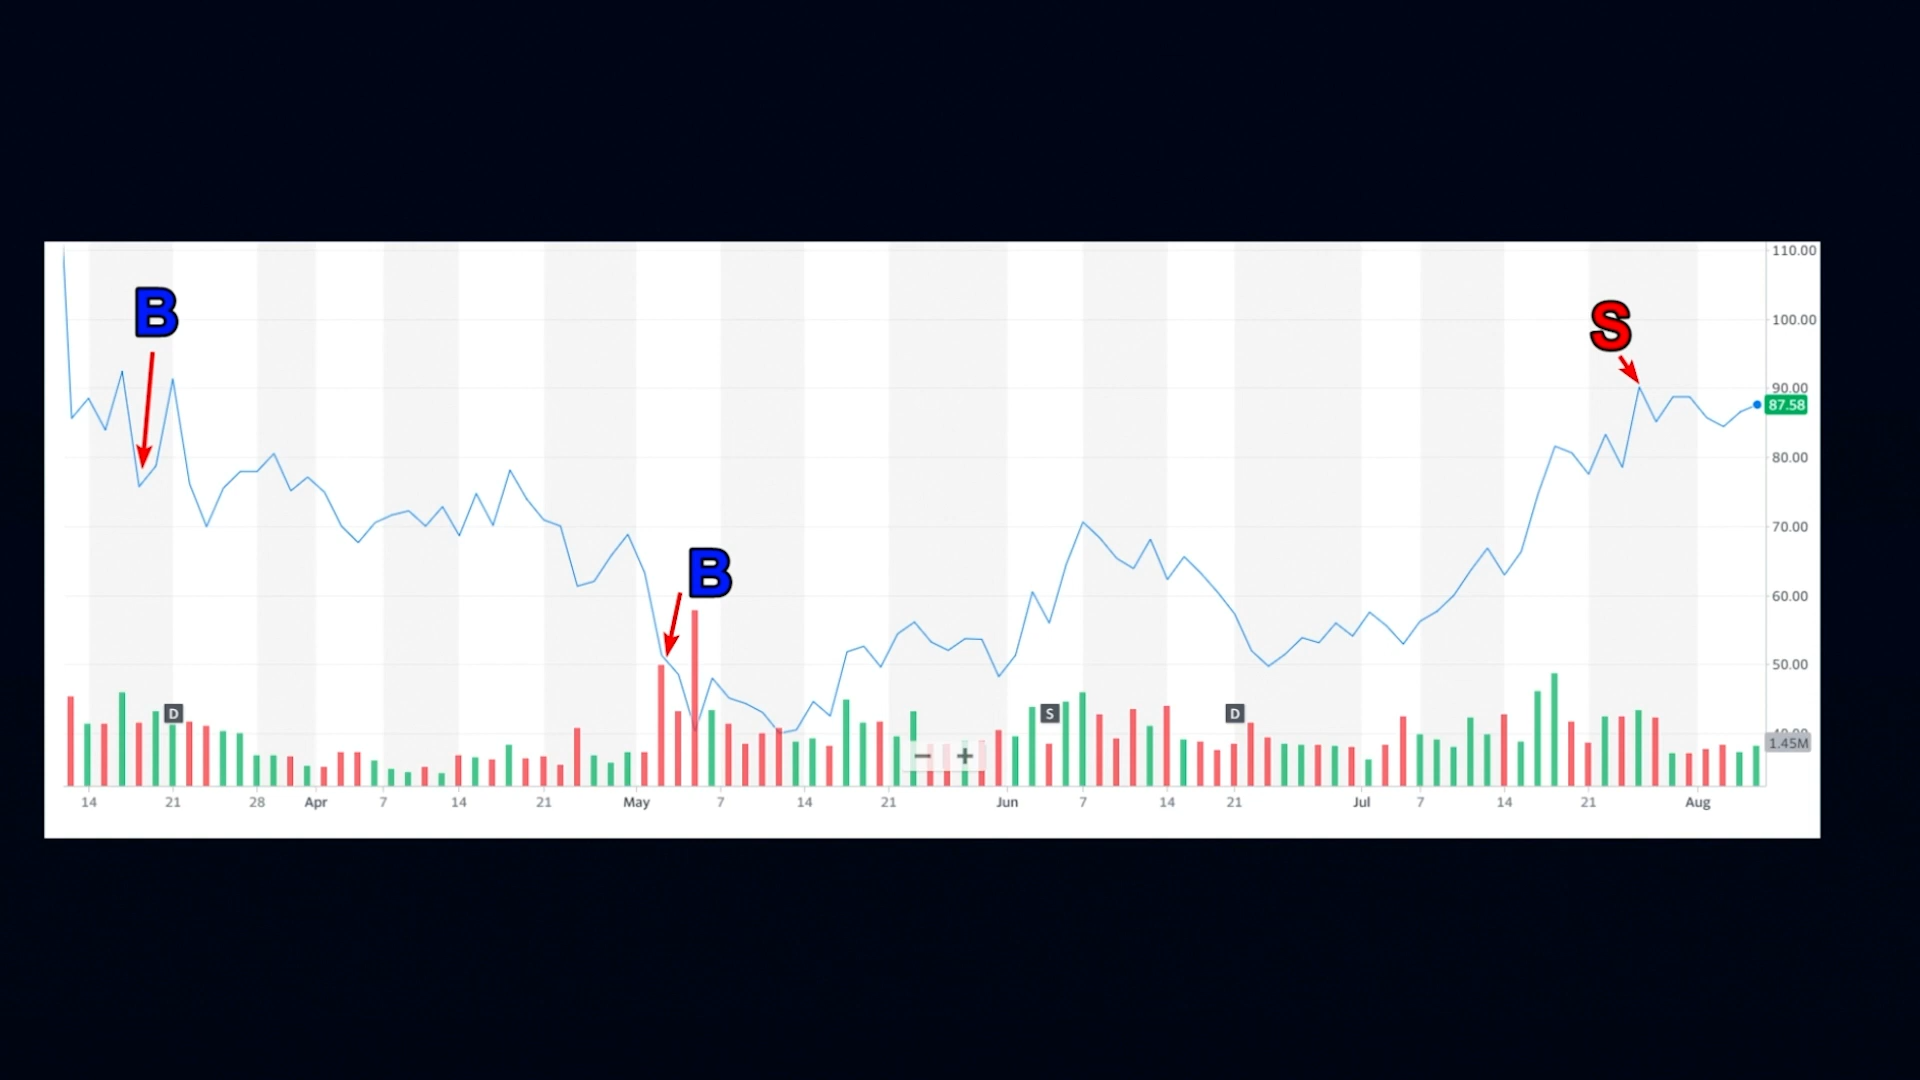 110.00
B
100.00
S
90.00
87.58
80.00
70.00
B
60.00
50.00
D
S
D
40.00
1.45M
− +
14 21 28 Apr 7 14 21 May 7 14 21 Jun 7 14 21 Jul 7 14 21 Aug